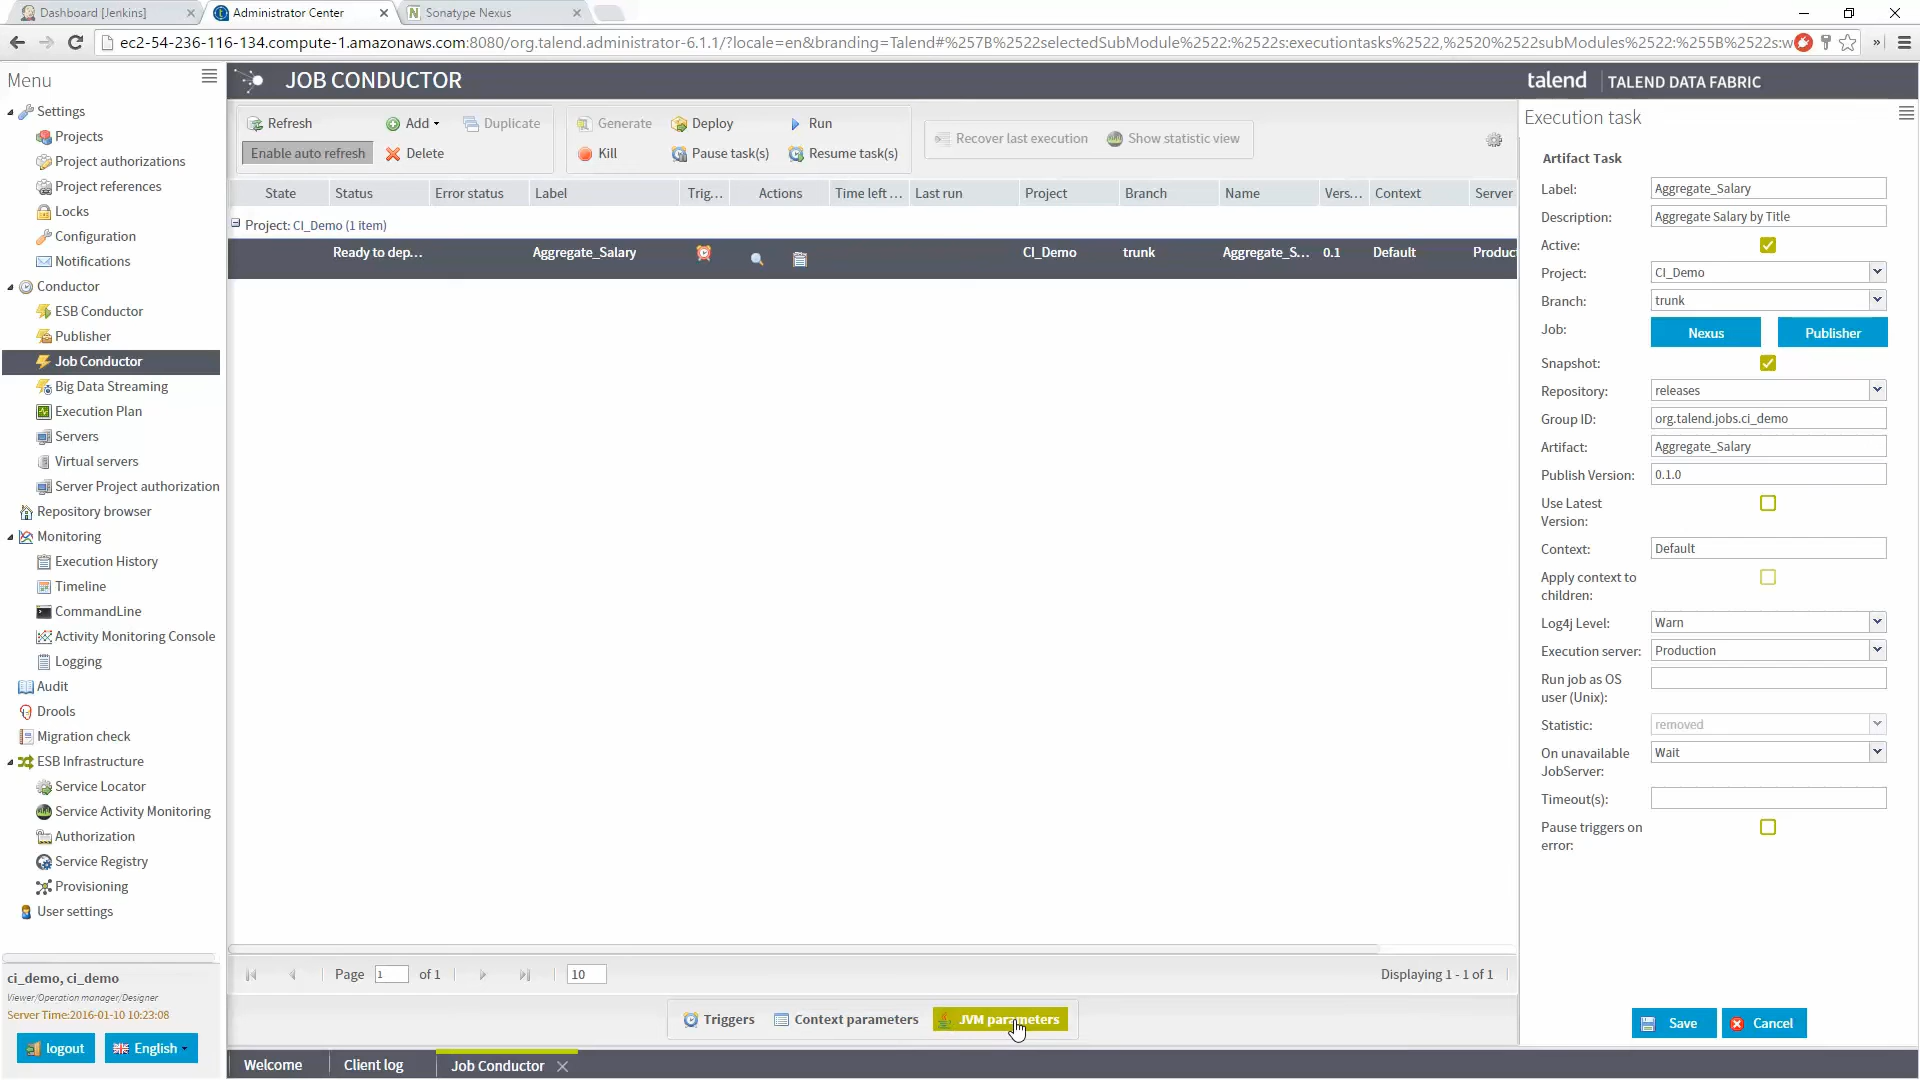 Dashboard [Jenkins]
Administrator Center
Sonatype Nexus
ec2-54-236-116-134.compute-1.amazonaws.com:8080/org.talend.administrator-6.1.1/?locale=en&branding=Talend#%257B%2522selectedSubModule%2522:%2522s:executiontasks%2522,%2520%2522subModules%2522:%255B%2522s:w
Menu
JOB CONDUCTOR
talend
TALEND DATA FABRIC
Settings
Projects
Project authorizations
Project references
Locks
Configuration
Notifications
Conductor
ESB Conductor
Publisher
Job Conductor
Big Data Streaming
Execution Plan
Servers
Virtual servers
Server Project authorization
Repository browser
Monitoring
Execution History
Timeline
CommandLine
Activity Monitoring Console
Logging
Audit
Drools
Migration check
ESB Infrastructure
Service Locator
Service Activity Monitoring
Authorization
Service Registry
Provisioning
User settings
ci_demo, ci_demo
Viewer/Operation manager/Designer
Server Time:2016-01-10 10:23:08
logout
English
Refresh
Add
Duplicate
Generate
Deploy
Run
Enable auto refresh
Delete
Kill
Pause task(s)
Resume task(s)
Recover last execution
Show statistic view
State Status Error status Label Trig... Actions Time left ... Last run Project Branch Name Vers... Context Server
Project: CI_Demo (1 item)
Ready to dep... Aggregate_Salary CI_Demo trunk Aggregate_S... 0.1 Default Produc
Page 1 of 1
10
Displaying 1 - 1 of 1
Triggers
Context parameters
JVM parameters
Welcome
Client log
Job Conductor
Execution task
Artifact Task
Label: Aggregate_Salary
Description: Aggregate Salary by Title
Active:
Project: CI_Demo
Branch: trunk
Job: Nexus Publisher
Snapshot:
Repository: releases
Group ID: org.talend.jobs.ci_demo
Artifact: Aggregate_Salary
Publish Version: 0.1.0
Use Latest
Version:
Context: Default
Apply context to
children:
Log4j Level: Warn
Execution server: Production
Run job as OS
user (Unix):
Statistic: removed
On unavailable Wait
JobServer:
Timeout(s):
Pause triggers on
error:
Save
Cancel